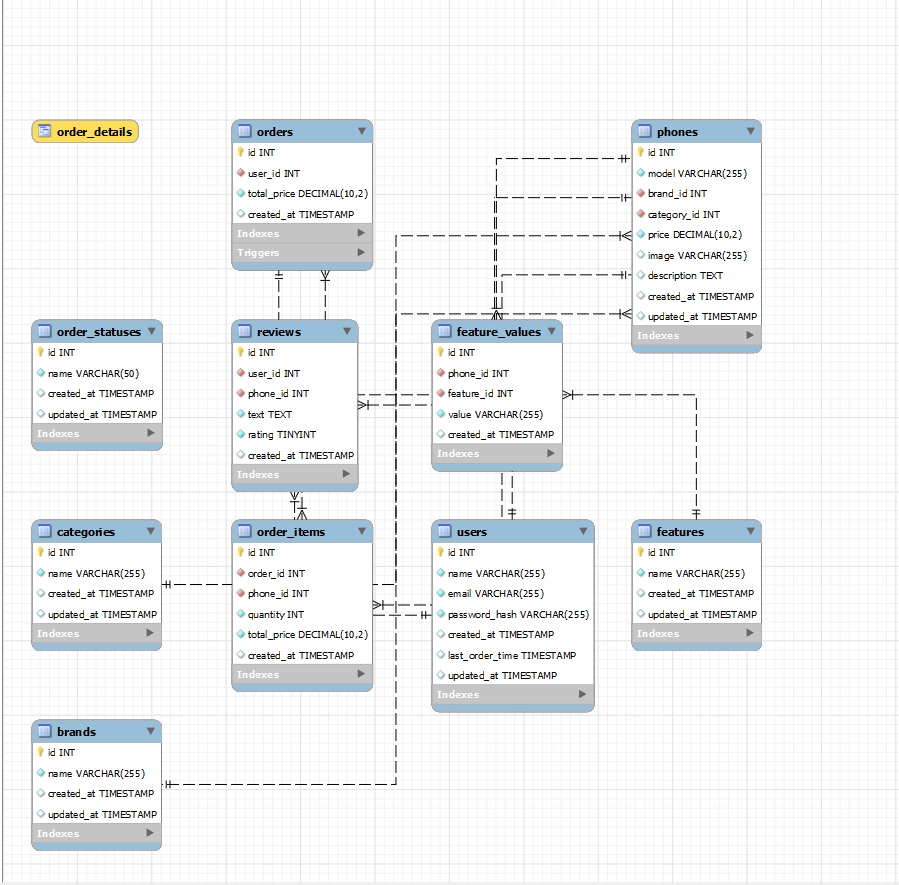 order_details
orders
id INT
user_id INT
total_price DECIMAL(10,2)
created_at TIMESTAMP
Indexes
Triggers
phones
id INT
model VARCHAR(255)
brand_id INT
category_id INT
price DECIMAL(10,2)
image VARCHAR(255)
description TEXT
created_at TIMESTAMP
updated_at TIMESTAMP
Indexes
order_statuses
id INT
name VARCHAR(50)
created_at TIMESTAMP
updated_at TIMESTAMP
Indexes
reviews
id INT
user_id INT
phone_id INT
text TEXT
rating TINYINT
created_at TIMESTAMP
Indexes
feature_values
id INT
phone_id INT
feature_id INT
value VARCHAR(255)
created_at TIMESTAMP
Indexes
categories
id INT
name VARCHAR(255)
created_at TIMESTAMP
updated_at TIMESTAMP
Indexes
order_items
id INT
order_id INT
phone_id INT
quantity INT
total_price DECIMAL(10,2)
created_at TIMESTAMP
Indexes
users
id INT
name VARCHAR(255)
email VARCHAR(255)
password_hash VARCHAR(255)
created_at TIMESTAMP
last_order_time TIMESTAMP
updated_at TIMESTAMP
Indexes
features
id INT
name VARCHAR(255)
created_at TIMESTAMP
updated_at TIMESTAMP
Indexes
brands
id INT
name VARCHAR(255)
created_at TIMESTAMP
updated_at TIMESTAMP
Indexes